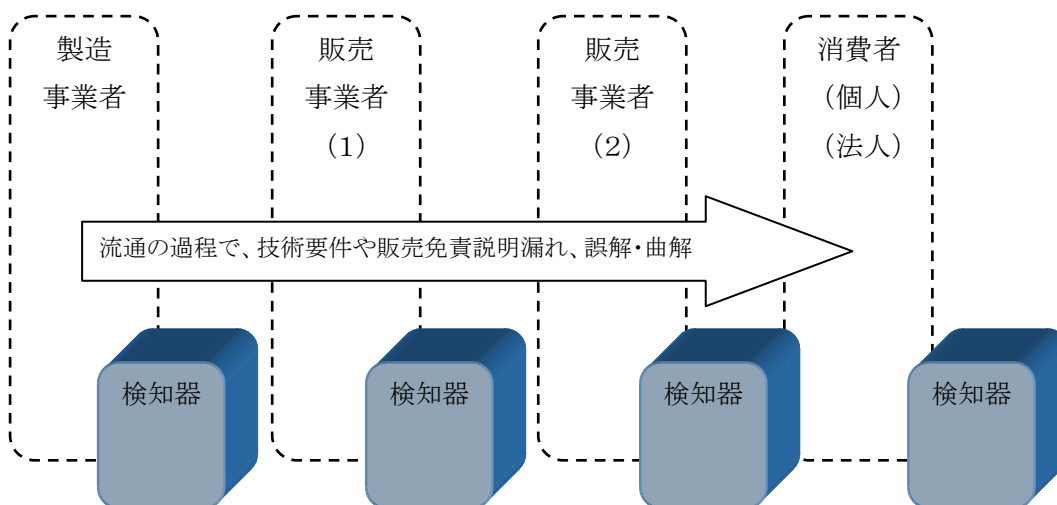 製造
事業者
販売
事業者
(1)
販売
事業者
(2)
消費者
(個人)
(法人)
流通の過程で、技術要件や販売免責説明漏れ、誤解・曲解
検知器
検知器
検知器
検知器